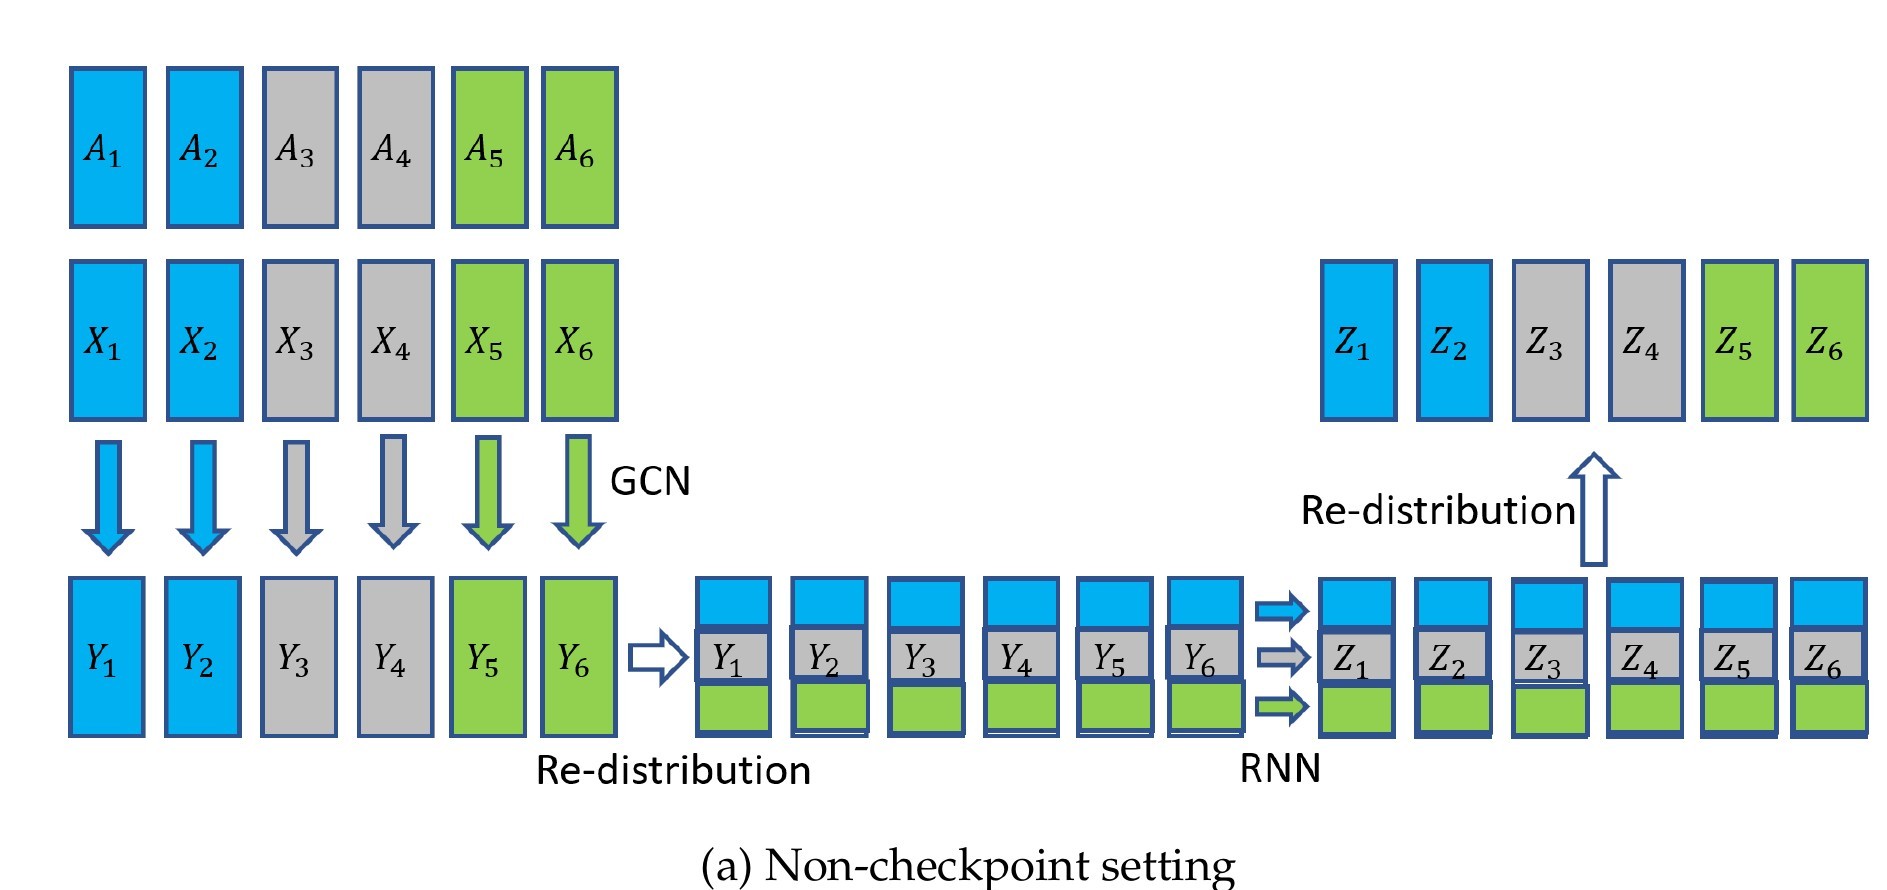 A₁ A₂ A₃ A₄ A₅ A₆
X₁ X₂ X₃ X₄ X₅ X₆
Z₁ Z₂ Z₃ Z₄ Z₅ Z₆
GCN
Re-distribution
Y₁ Y₂ Y₃ Y₄ Y₅ Y₆
Y₁ Y₂ Y₃ Y₄ Y₅ Y₆
Z₁ Z₂ Z₃ Z₄ Z₅ Z₆
Re-distribution
RNN
(a) Non-checkpoint setting